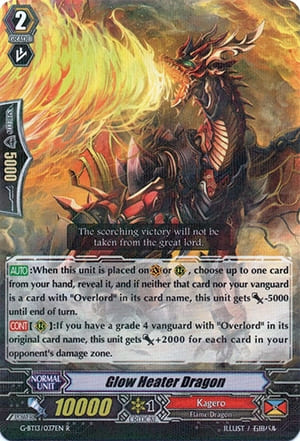 2
GRADE
SHIELD
5000
The scorching victory will not be
taken from the great lord.
AUTO:When this unit is placed on or , choose up to one card
from your hand, reveal it, and if neither that card nor your vanguard
is a card with "Overlord" in its card name, this unit gets -5000
until end of turn.
CONT[ ]:If you have a grade 4 vanguard with "Overlord" in its
original card name, this unit gets +2000 for each card in your
opponent's damage zone.
NORMAL
UNIT
Glow Heater Dragon
POWER
10000
1
CRITICAL
Kagero
Flame Dragon
G-BT13/037EN R
ILLUST /